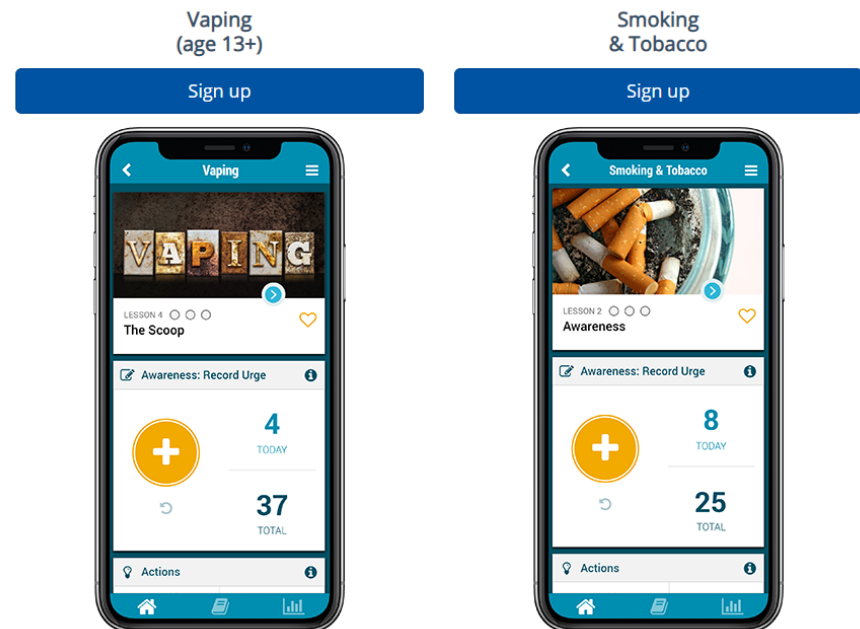 Vaping
(age 13+)
Sign up
Vaping
VAPING
LESSON 4
The Scoop
Awareness: Record Urge
4
TODAY
37
TOTAL
Actions
Smoking
& Tobacco
Sign up
Smoking & Tobacco
LESSON 2
Awareness
Awareness: Record Urge
8
TODAY
25
TOTAL
Actions